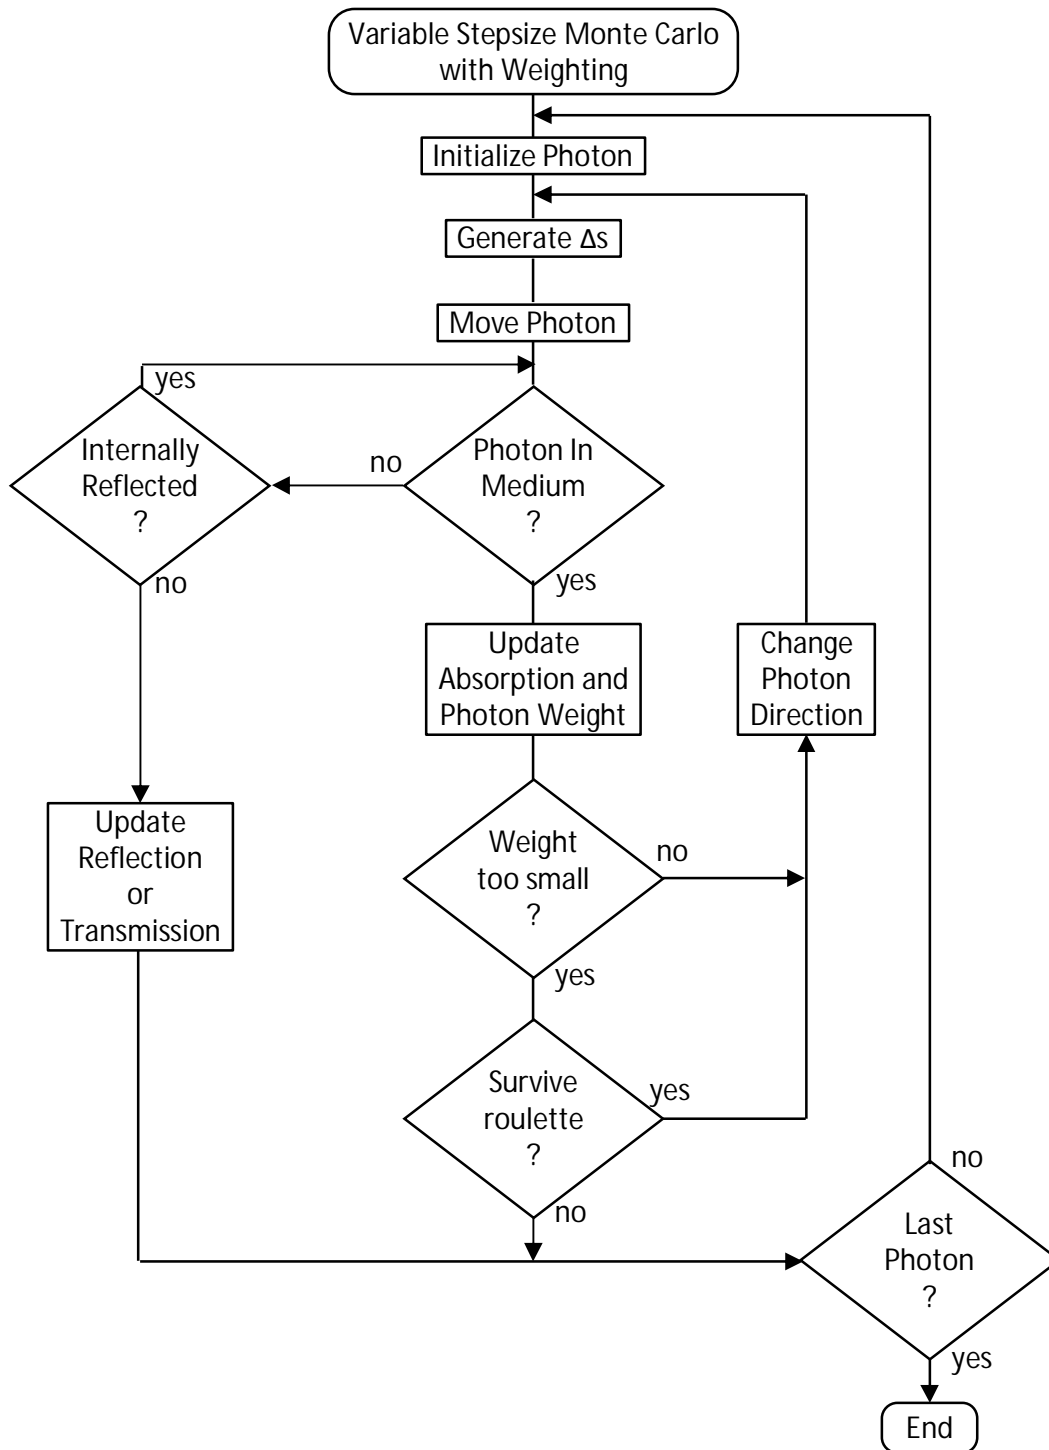 Variable Stepsize Monte Carlo
with Weighting
Initialize Photon
Generate Δs
Move Photon
yes
Internally
Reflected
?
no
Photon In
Medium
?
no
yes
Update
Absorption and
Photon Weight
Change
Photon
Direction
Update
Reflection
or
Transmission
Weight
too small
?
no
yes
Survive
roulette
?
yes
no
no
Last
Photon
?
yes
End